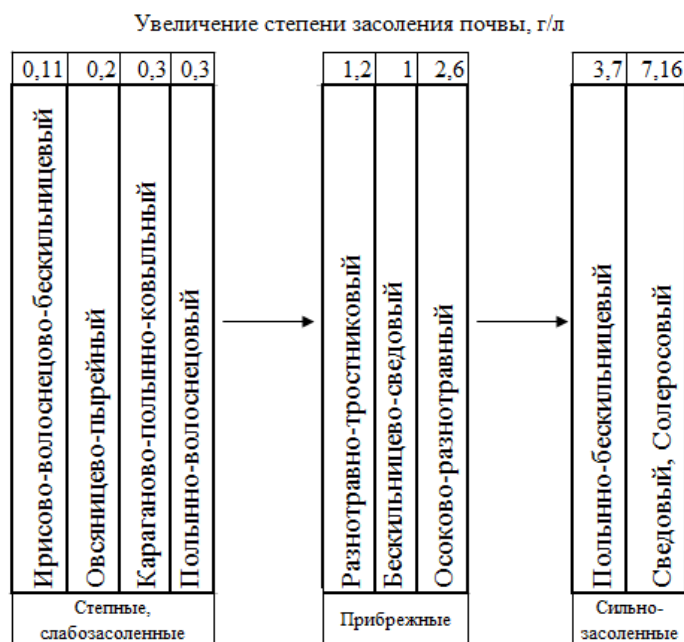 Увеличение степени засоления почвы, г/л
0,11 0,2 0,3 0,3
Ирисово-волоснецово-бескильницевый
Овсяницево-пырейный
Караганово-полынно-ковыльный
Полынно-волоснецовый
Степные,
слабозасоленные
1,2 1 2,6
Разнотравно-тростниковый
Бескильницево-сведовый
Осоково-разнотравный
Прибрежные
3,7 7,16
Полынно-бескильницевый
Сведовый, Солеросовый
Сильно-
засоленные